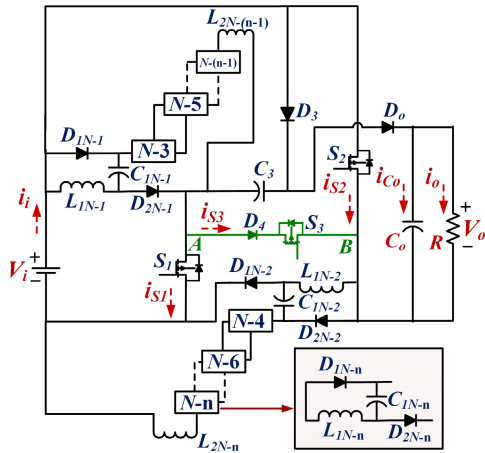 L2N-(n-1)
N-(n-1)
N-5
N-3
D1N-1
C1N-1
L1N-1
D2N-1
D3
Do
S2
C3
iS2
iCo
io
ii
iS3
S3
A
D4
B
Co
R
Vo
+
−
Vi
+
−
S1
iS1
D1N-2
L1N-2
C1N-2
N-4
D2N-2
N-6
N-n
L2N-n
D1N-n
C1N-n
L1N-n
D2N-n